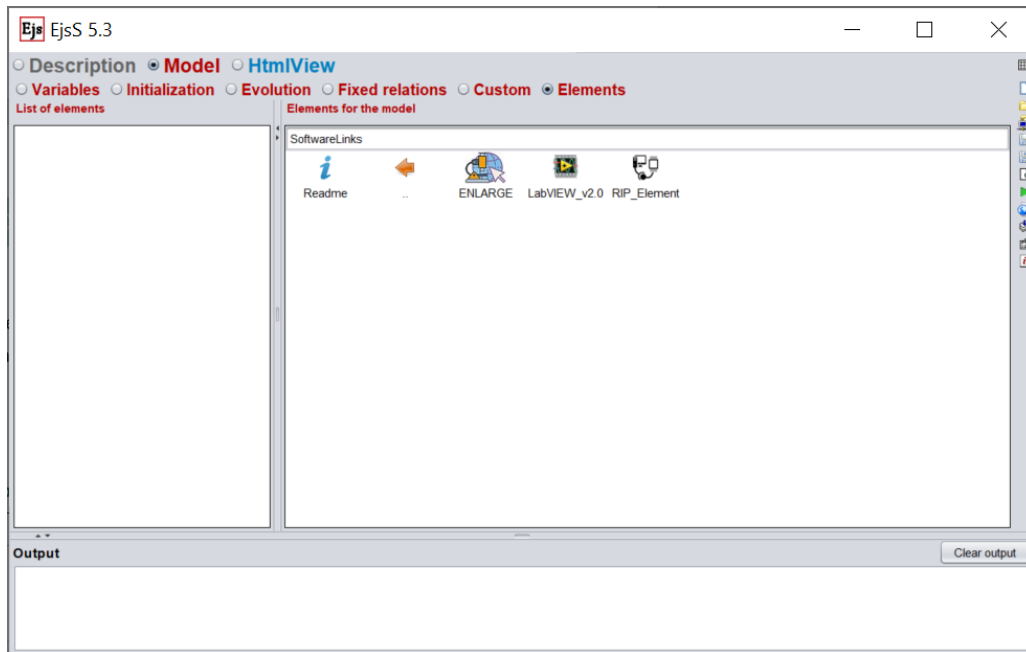 Ejs EjsS 5.3
Description Model HtmlView
Variables Initialization Evolution Fixed relations Custom Elements
List of elements Elements for the model
SoftwareLinks
Readme .. ENLARGE LabVIEW_v2.0 RIP_Element
Output Clear output